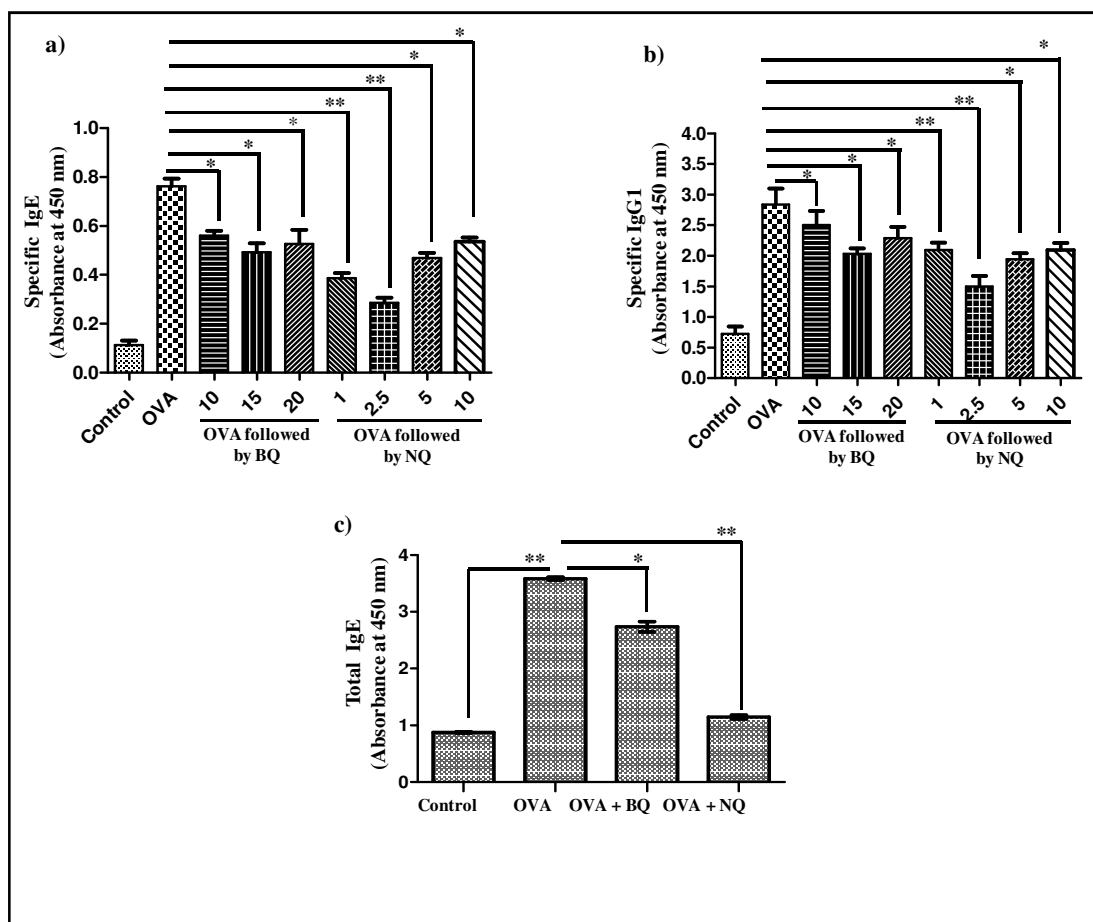 a)
*
*
**
**
*
*
*
Specific IgE
(Absorbance at 450 nm)
1.0
0.8
0.6
0.4
0.2
0.0
Control
OVA
10
15
20
1
2.5
5
10
OVA followed
by BQ
OVA followed
by NQ
b)
*
*
**
**
*
*
*
Specific IgG1
(Absorbance at 450 nm)
4.0
3.5
3.0
2.5
2.0
1.5
1.0
0.5
0.0
Control
OVA
10
15
20
1
2.5
5
10
OVA followed
by BQ
OVA followed
by NQ
c)
**
**
*
Total IgE
(Absorbance at 450 nm)
4
3
2
1
0
Control
OVA
OVA + BQ
OVA + NQ